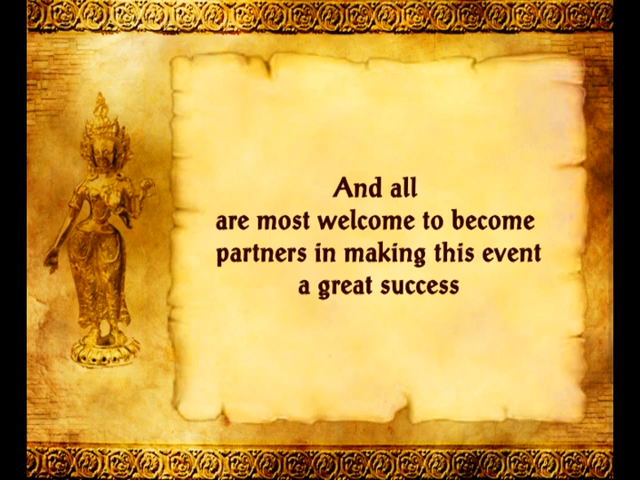 And all
are most welcome to become
partners in making this event
a great success